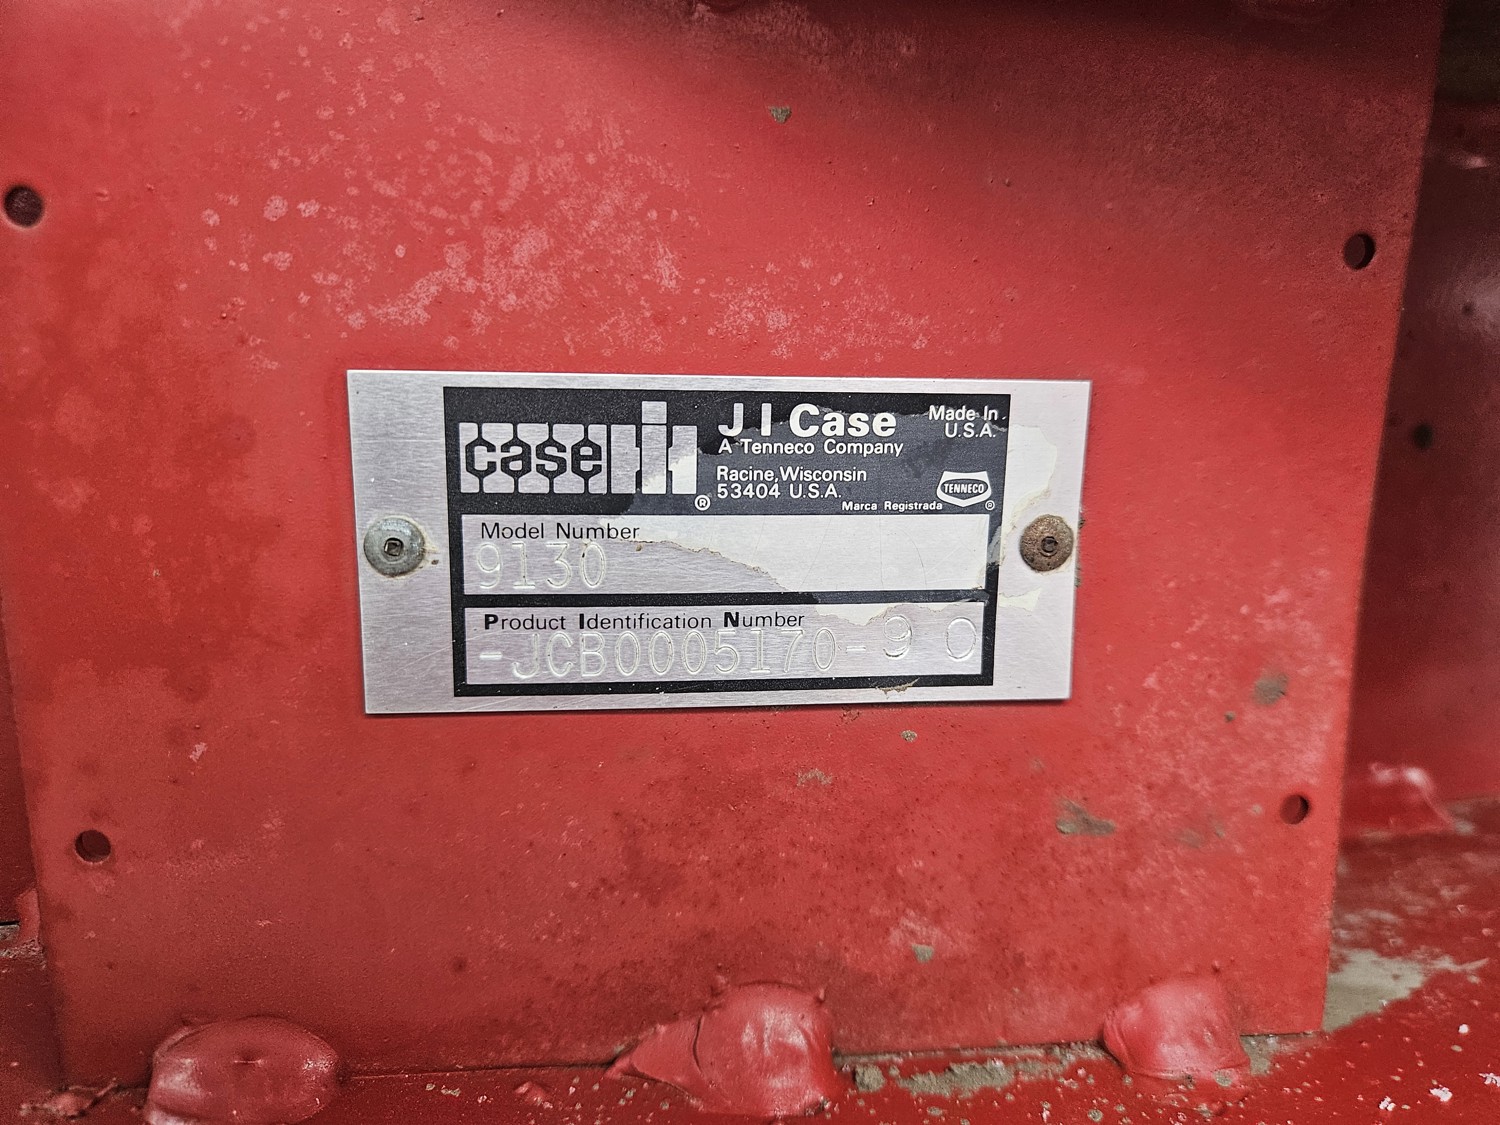 case IH ®
J I Case
A Tenneco Company
Racine, Wisconsin
53404 U.S.A.
Made In
U.S.A.
TENNECO ®
Marca Registrada
Model Number
9130
Product Identification Number
-JCB0005170-90